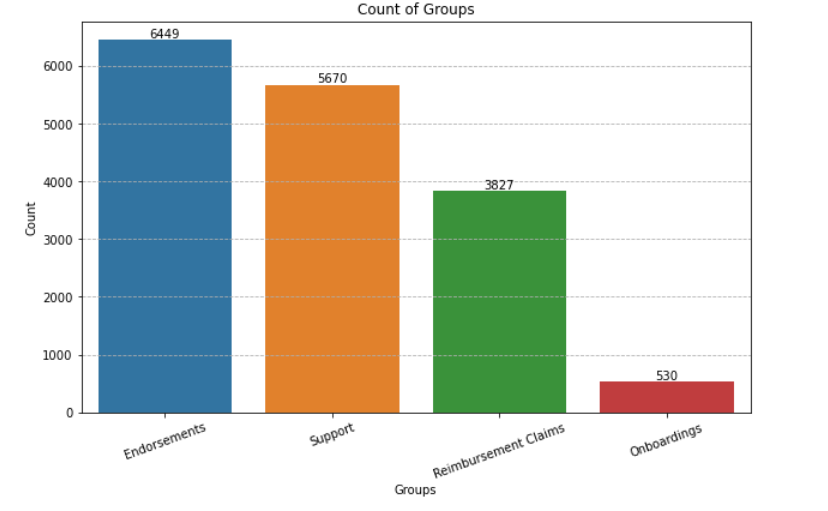 Count of Groups
6449
5670
3827
530
6000
5000
4000
3000
2000
1000
0
Count
Endorsements
Support
Reimbursement Claims
Onboardings
Groups